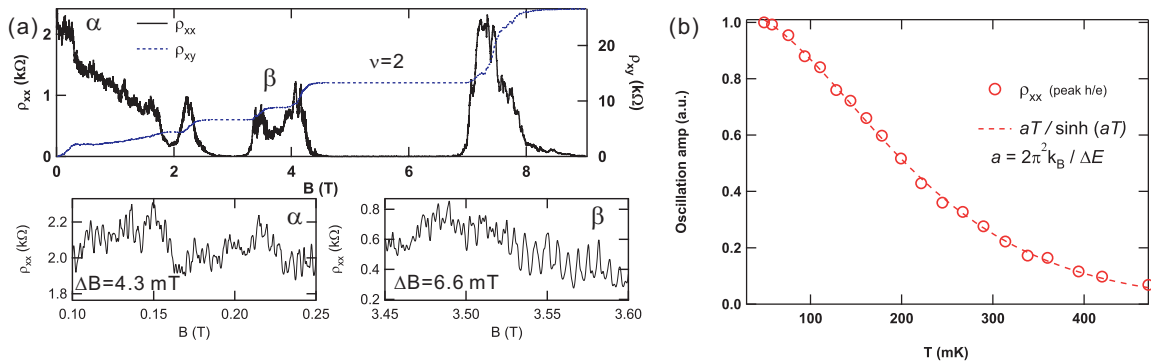 (a)
α
ρxx
ρxy
β
ν=2
ρxx (kΩ)
2
1
0
ρxy (kΩ)
20
10
0
0
2
4
6
8
B (T)
α
ΔB=4.3 mT
ρxx (kΩ)
2.2
2.0
1.8
0.10
0.15
0.20
0.25
B (T)
β
ΔB=6.6 mT
ρxx (kΩ)
0.8
0.6
0.4
0.2
3.45
3.50
3.55
3.60
B (T)
(b)
ρxx (peak h/e)
aT / sinh (aT)
a = 2π²kB / ΔE
Oscillation amp (a.u.)
1.0
0.8
0.6
0.4
0.2
0.0
100
200
300
400
T (mK)